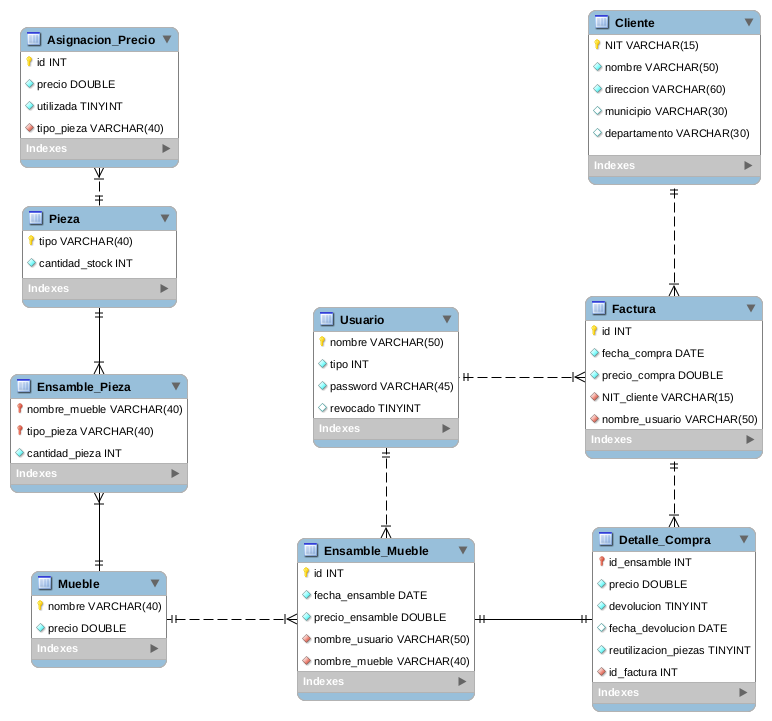 Asignacion_Precio
id INT
precio DOUBLE
utilizada TINYINT
tipo_pieza VARCHAR(40)
Indexes
Cliente
NIT VARCHAR(15)
nombre VARCHAR(50)
direccion VARCHAR(60)
municipio VARCHAR(30)
departamento VARCHAR(30)
Indexes
Pieza
tipo VARCHAR(40)
cantidad_stock INT
Indexes
Usuario
nombre VARCHAR(50)
tipo INT
password VARCHAR(45)
revocado TINYINT
Indexes
Factura
id INT
fecha_compra DATE
precio_compra DOUBLE
NIT_cliente VARCHAR(15)
nombre_usuario VARCHAR(50)
Indexes
Ensamble_Pieza
nombre_mueble VARCHAR(40)
tipo_pieza VARCHAR(40)
cantidad_pieza INT
Indexes
Mueble
nombre VARCHAR(40)
precio DOUBLE
Indexes
Ensamble_Mueble
id INT
fecha_ensamble DATE
precio_ensamble DOUBLE
nombre_usuario VARCHAR(50)
nombre_mueble VARCHAR(40)
Indexes
Detalle_Compra
id_ensamble INT
precio DOUBLE
devolucion TINYINT
fecha_devolucion DATE
reutilizacion_piezas TINYINT
id_factura INT
Indexes